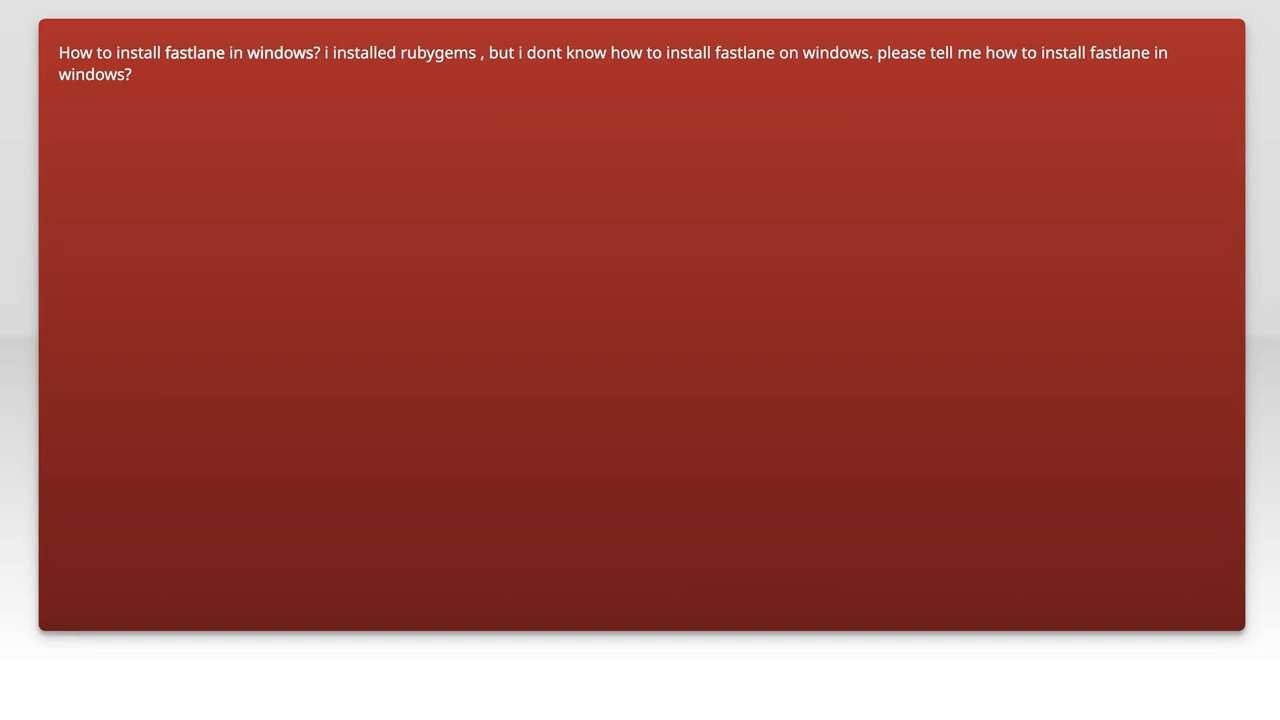 How to install fastlane in windows? i installed rubygems , but i dont know how to install fastlane on windows. please tell me how to install fastlane in
windows?